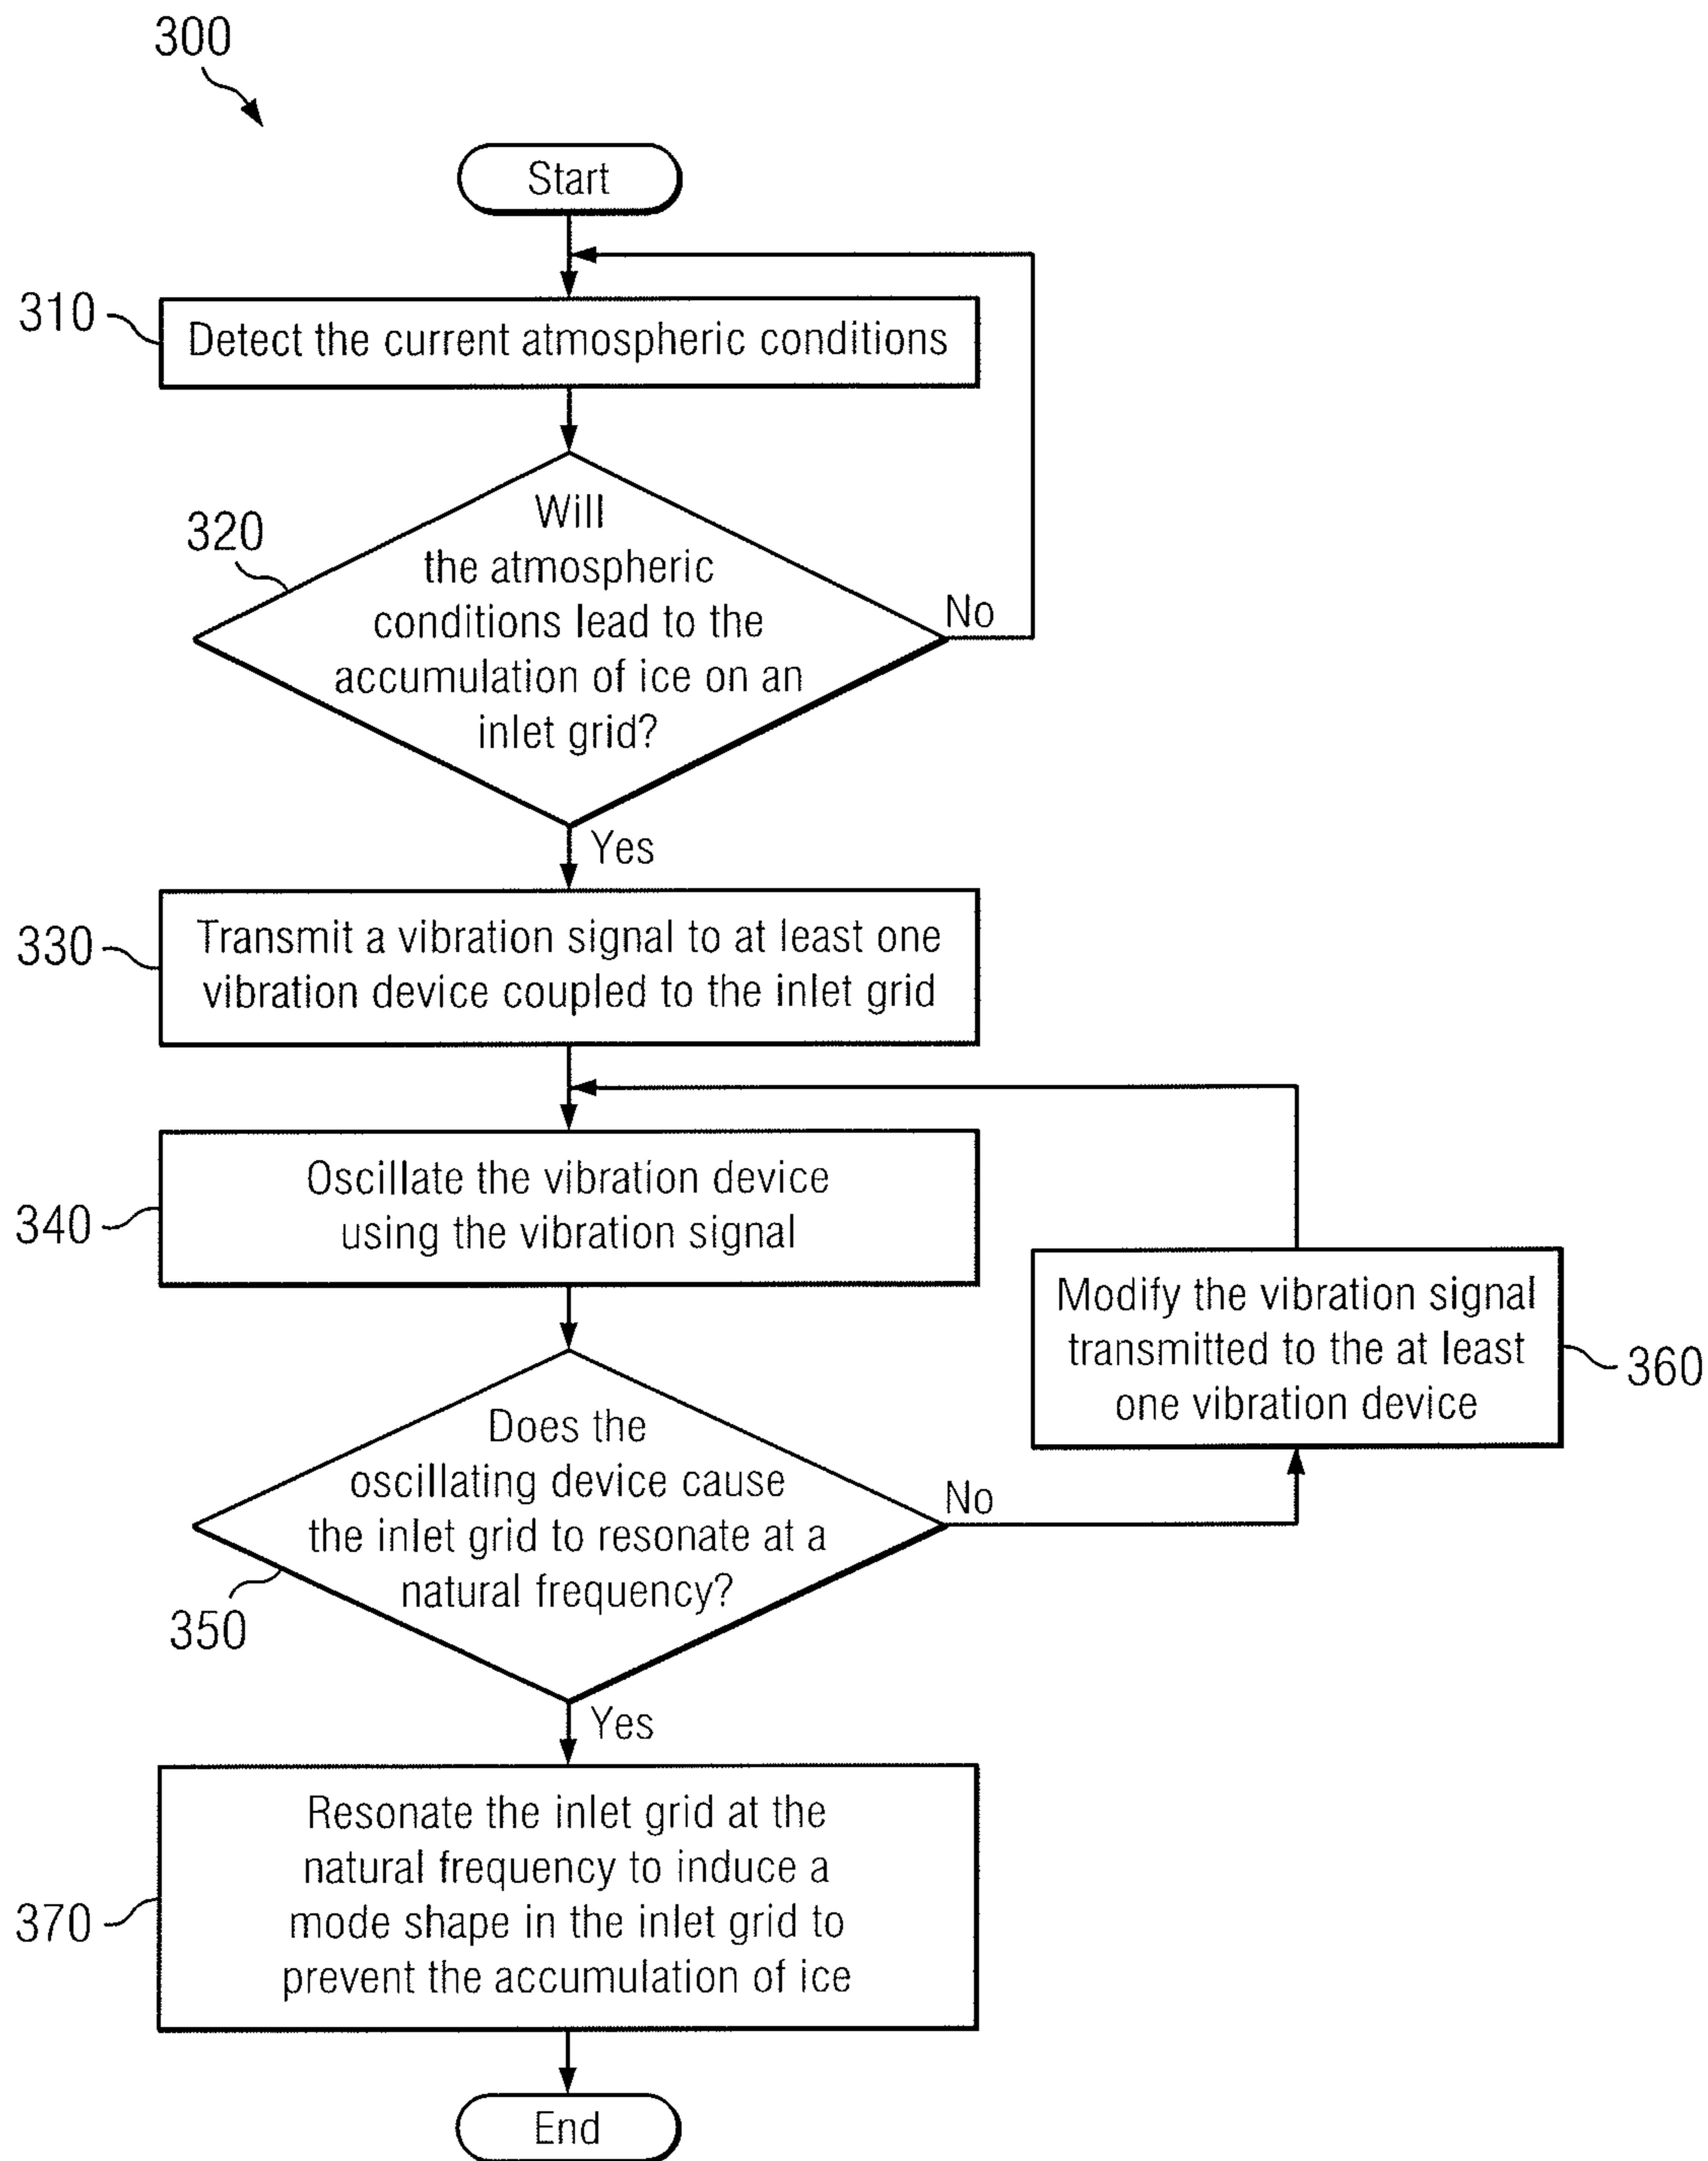 300
Start
310
Detect the current atmospheric conditions
320
Will
the atmospheric
conditions lead to the
accumulation of ice on an
inlet grid?
No
Yes
330
Transmit a vibration signal to at least one
vibration device coupled to the inlet grid
340
Oscillate the vibration device
using the vibration signal
Modify the vibration signal
transmitted to the at least
one vibration device
360
Does the
oscillating device cause
the inlet grid to resonate at a
natural frequency?
No
350
Yes
370
Resonate the inlet grid at the
natural frequency to induce a
mode shape in the inlet grid to
prevent the accumulation of ice
End